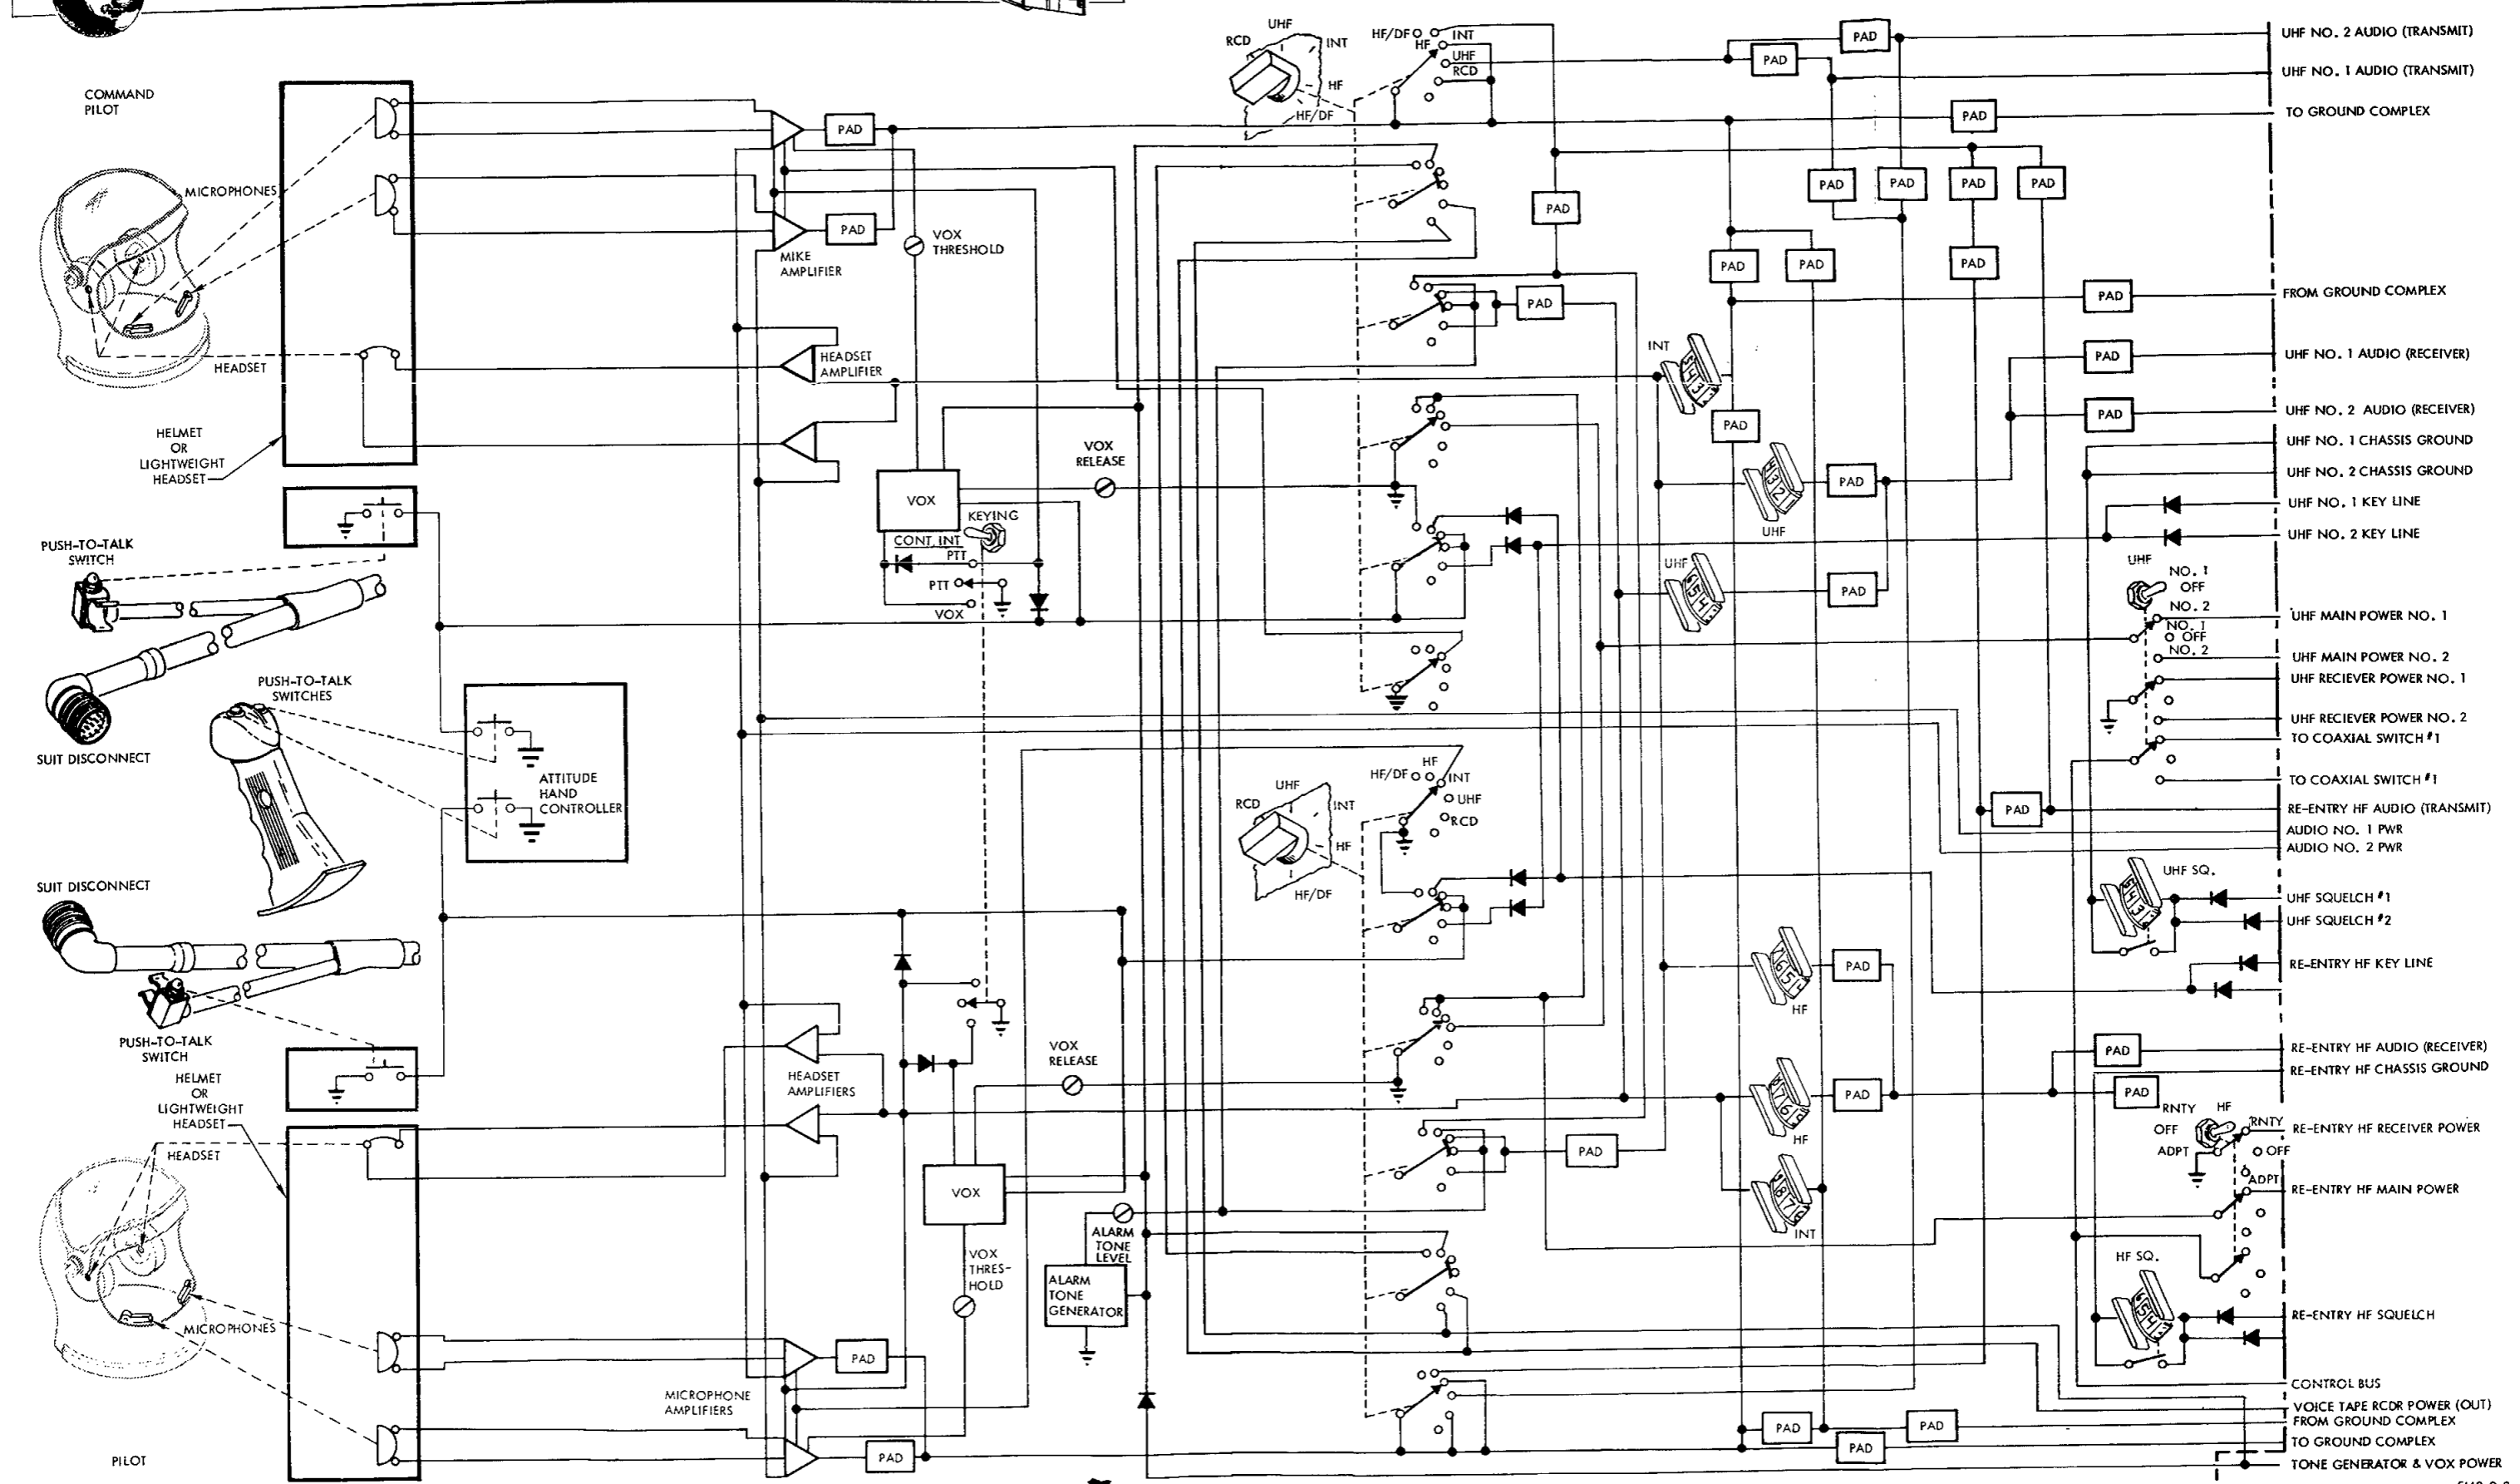 COMMAND
PILOT
MICROPHONES
HEADSET
HELMET
OR
LIGHTWEIGHT
HEADSET
PUSH-TO-TALK
SWITCH
SUIT DISCONNECT
PUSH-TO-TALK
SWITCHES
ATTITUDE
HAND
CONTROLLER
SUIT DISCONNECT
PUSH-TO-TALK
SWITCH
HELMET
OR
LIGHTWEIGHT
HEADSET
HEADSET
MICROPHONES
PILOT
PAD
PAD
MIKE
AMPLIFIER
VOX
THRESHOLD
HEADSET
AMPLIFIER
VOX
RELEASE
VOX
KEYING
CONT. INT
PTT
PTT
VOX
HEADSET
AMPLIFIERS
VOX
RELEASE
VOX
VOX
THRES-
HOLD
ALARM
TONE
LEVEL
ALARM
TONE
GENERATOR
MICROPHONE
AMPLIFIERS
PAD
PAD
UHF
RCD
INT
HF
HF/DF
HF/DF
INT
HF
UHF
RCD
PAD
PAD
HF
HF/DF
INT
UHF
RCD
UHF
RCD
INT
HF
HF/DF
PAD
PAD
PAD
PAD
PAD
PAD
PAD
PAD
PAD
PAD
PAD
PAD
INT
543
PAD
4321
UHF
PAD
UHF
654
PAD
PAD
PAD
PAD
PAD
765
HF
PAD
876
HF
PAD
876
INT
PAD
PAD
PAD
PAD
PAD
UHF
NO. 1
OFF
NO. 2
NO. 1
OFF
NO. 2
UHF SQ.
543
PAD
PAD
HF
RNTY
OFF
ADPT
RNTY
OFF
ADPT
HF SQ.
654
UHF NO. 2 AUDIO (TRANSMIT)
UHF NO. 1 AUDIO (TRANSMIT)
TO GROUND COMPLEX
FROM GROUND COMPLEX
UHF NO. 1 AUDIO (RECEIVER)
UHF NO. 2 AUDIO (RECEIVER)
UHF NO. 1 CHASSIS GROUND
UHF NO. 2 CHASSIS GROUND
UHF NO. 1 KEY LINE
UHF NO. 2 KEY LINE
UHF MAIN POWER NO. 1
UHF MAIN POWER NO. 2
UHF RECIEVER POWER NO. 1
UHF RECIEVER POWER NO. 2
TO COAXIAL SWITCH #1
TO COAXIAL SWITCH #1
RE-ENTRY HF AUDIO (TRANSMIT)
AUDIO NO. 1 PWR
AUDIO NO. 2 PWR
UHF SQUELCH #1
UHF SQUELCH #2
RE-ENTRY HF KEY LINE
RE-ENTRY HF AUDIO (RECEIVER)
RE-ENTRY HF CHASSIS GROUND
RE-ENTRY HF RECEIVER POWER
RE-ENTRY HF MAIN POWER
RE-ENTRY HF SQUELCH
CONTROL BUS
VOICE TAPE RCDR POWER (OUT)
FROM GROUND COMPLEX
TO GROUND COMPLEX
TONE GENERATOR & VOX POWER